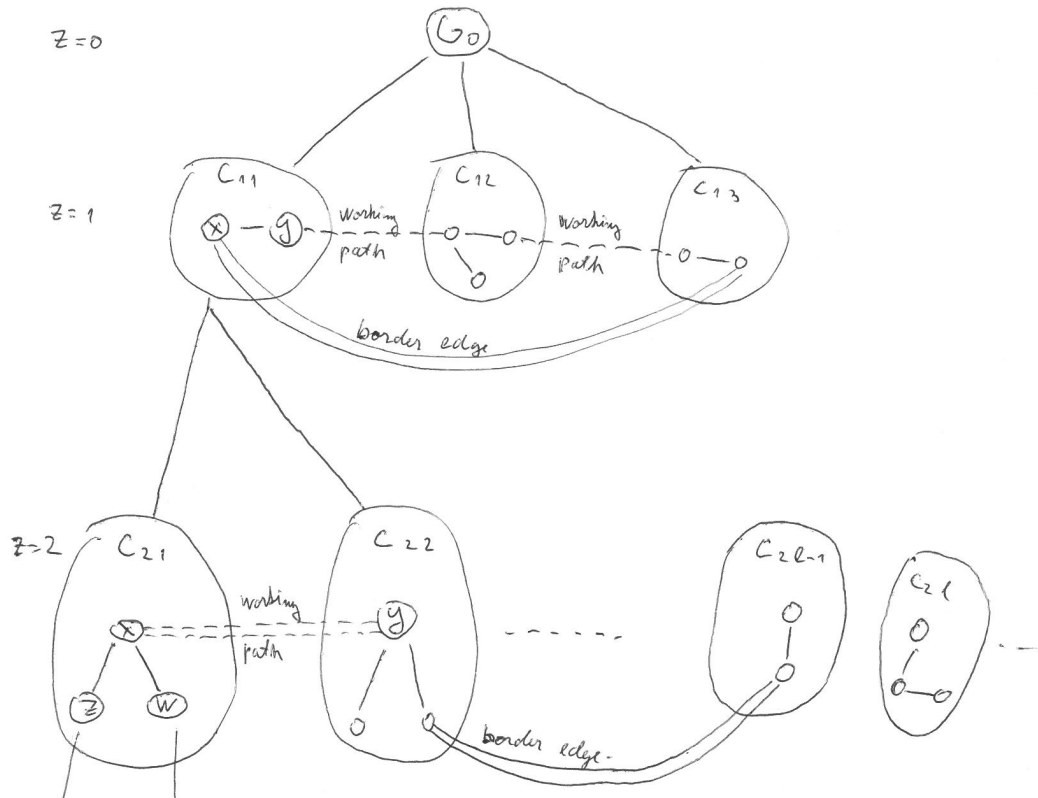 z=0
G₀
C₁₁
C₁₂
C₁₃
z=1
x
y
working
path
working
path
border edge
z=2
C₂₁
C₂₂
C₂ℓ₋₁
C₂ℓ
working
path
x
y
z
w
border edge